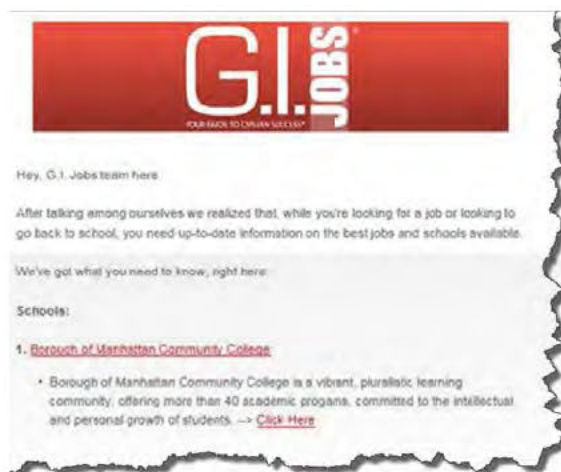 G.I. JOBS®
YOUR PATH TO CIVILIAN SUCCESS®
Hey, G.I. Jobs team here
After talking among ourselves we realized that, while you're looking for a job or looking to
go back to school, you need up-to-date information on the best jobs and schools available.
We've got what you need to know, right here:
Schools:
1. Borough of Manhattan Community College
• Borough of Manhattan Community College is a vibrant, pluralistic learning
community, offering more than 40 academic progams, committed to the intellectual
and personal growth of students. --> Click Here